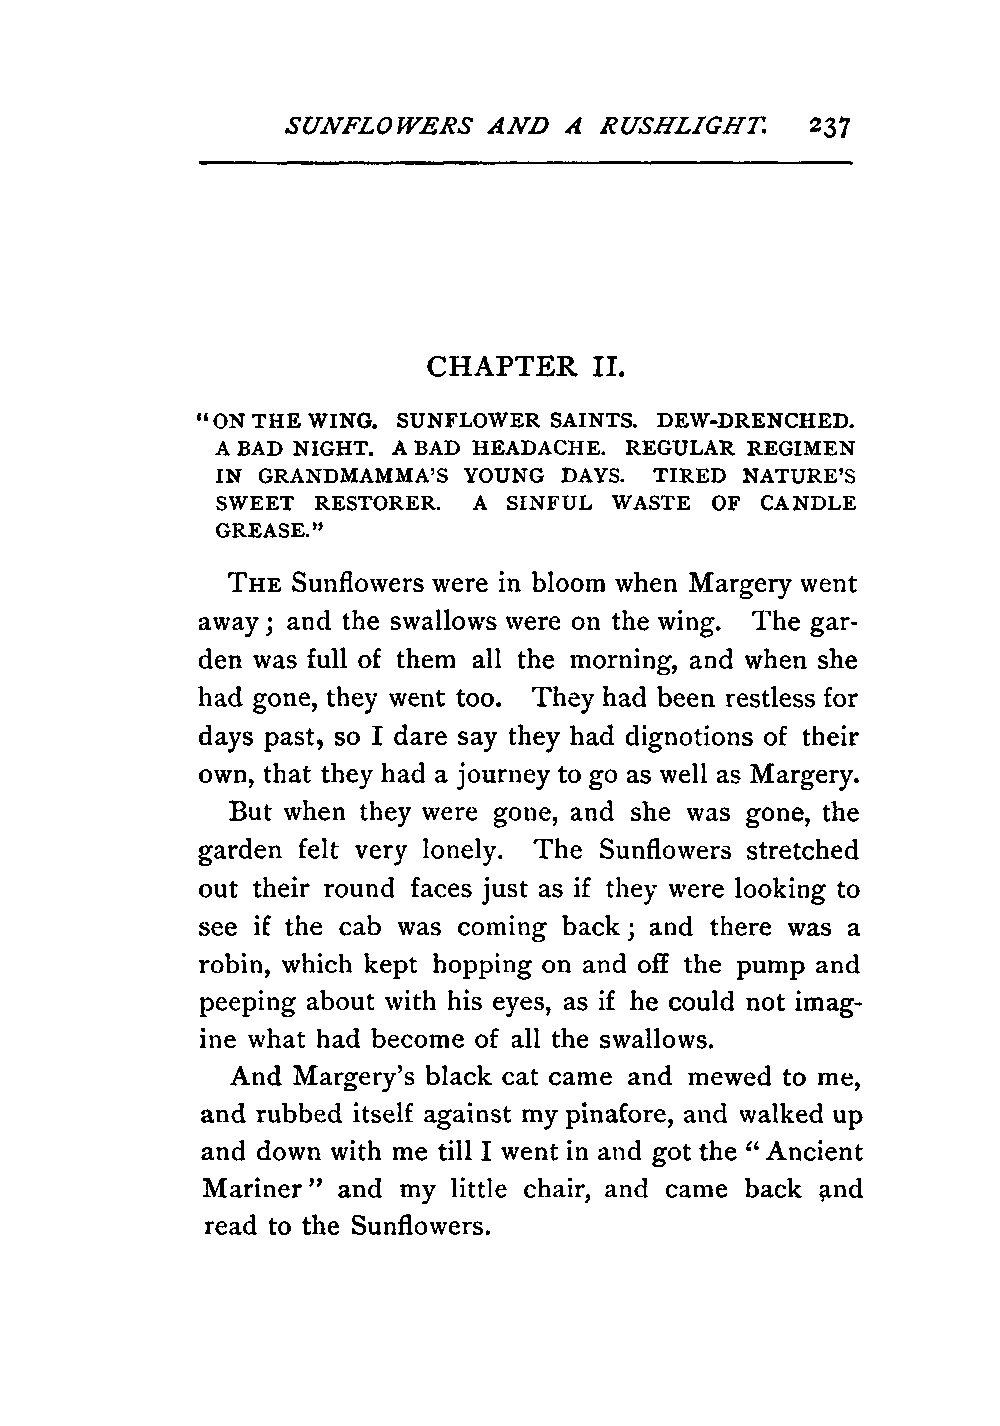 SUNFLOWERS AND A RUSHLIGHT. 237
CHAPTER II.
"ON THE WING. SUNFLOWER SAINTS. DEW-DRENCHED.
A BAD NIGHT. A BAD HEADACHE. REGULAR REGIMEN
IN GRANDMAMMA'S YOUNG DAYS. TIRED NATURE'S
SWEET RESTORER. A SINFUL WASTE OF CANDLE
GREASE."
THE Sunflowers were in bloom when Margery went
away; and the swallows were on the wing. The gar-
den was full of them all the morning, and when she
had gone, they went too. They had been restless for
days past, so I dare say they had dignotions of their
own, that they had a journey to go as well as Margery.
But when they were gone, and she was gone, the
garden felt very lonely. The Sunflowers stretched
out their round faces just as if they were looking to
see if the cab was coming back; and there was a
robin, which kept hopping on and off the pump and
peeping about with his eyes, as if he could not imag-
ine what had become of all the swallows.
And Margery's black cat came and mewed to me,
and rubbed itself against my pinafore, and walked up
and down with me till I went in and got the "Ancient
Mariner" and my little chair, and came back and
read to the Sunflowers.